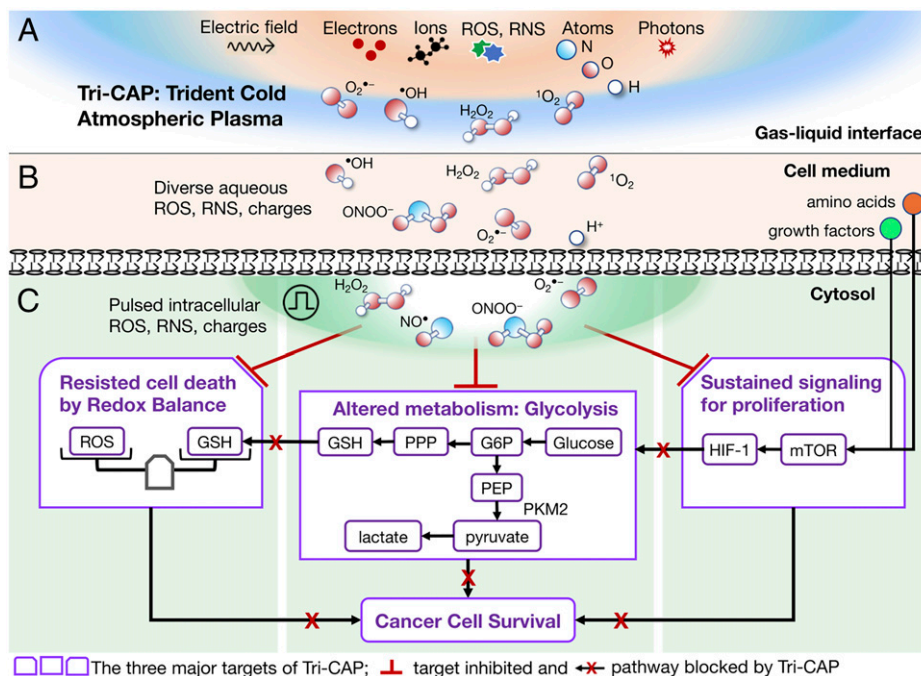 A
Electric field
Electrons
Ions
ROS, RNS
Atoms
Photons
N
O
H
Tri-CAP: Trident Cold
Atmospheric Plasma
O₂•−
•OH
H₂O₂
¹O₂
Gas-liquid interface
B
Cell medium
Diverse aqueous
ROS, RNS, charges
•OH
H₂O₂
¹O₂
ONOO⁻
O₂•−
H⁺
amino acids
growth factors
C
Cytosol
Pulsed intracellular
ROS, RNS, charges
H₂O₂
NO•
ONOO⁻
O₂•−
Resisted cell death
by Redox Balance
ROS
GSH
Altered metabolism: Glycolysis
GSH
PPP
G6P
Glucose
PEP
PKM2
lactate
pyruvate
Sustained signaling
for proliferation
HIF-1
mTOR
Cancer Cell Survival
The three major targets of Tri-CAP; target inhibited and pathway blocked by Tri-CAP